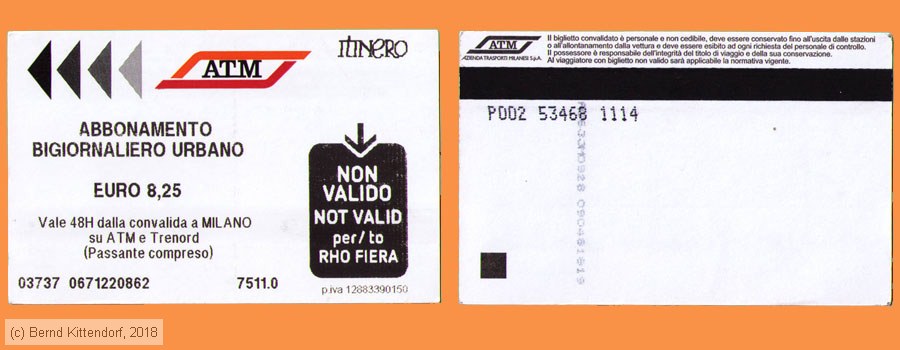 ATM
ITINERO
ABBONAMENTO
BIGIORNALIERO URBANO
EURO 8,25
Vale 48H dalla convalida a MILANO
su ATM e Trenord
(Passante compreso)
03737 0671220862 7511.0
NON
VALIDO
NOT VALID
per/to
RHO FIERA
p.iva 12883390150
ATM
AZIENDA TRASPORTI MILANESI S.p.A.
Il biglietto convalidato è personale e non cedibile, deve essere conservato fino all'uscita dalle stazioni
o all'allontanamento dalla vettura e deve essere esibito ad ogni richiesta del personale di controllo.
Il possessore è responsabile dell'integrità del titolo di viaggio e della sua conservazione.
Al viaggiatore con biglietto non valido sarà applicata la normativa vigente.
P002 53468 1114
(c) Bernd Kittendorf, 2018